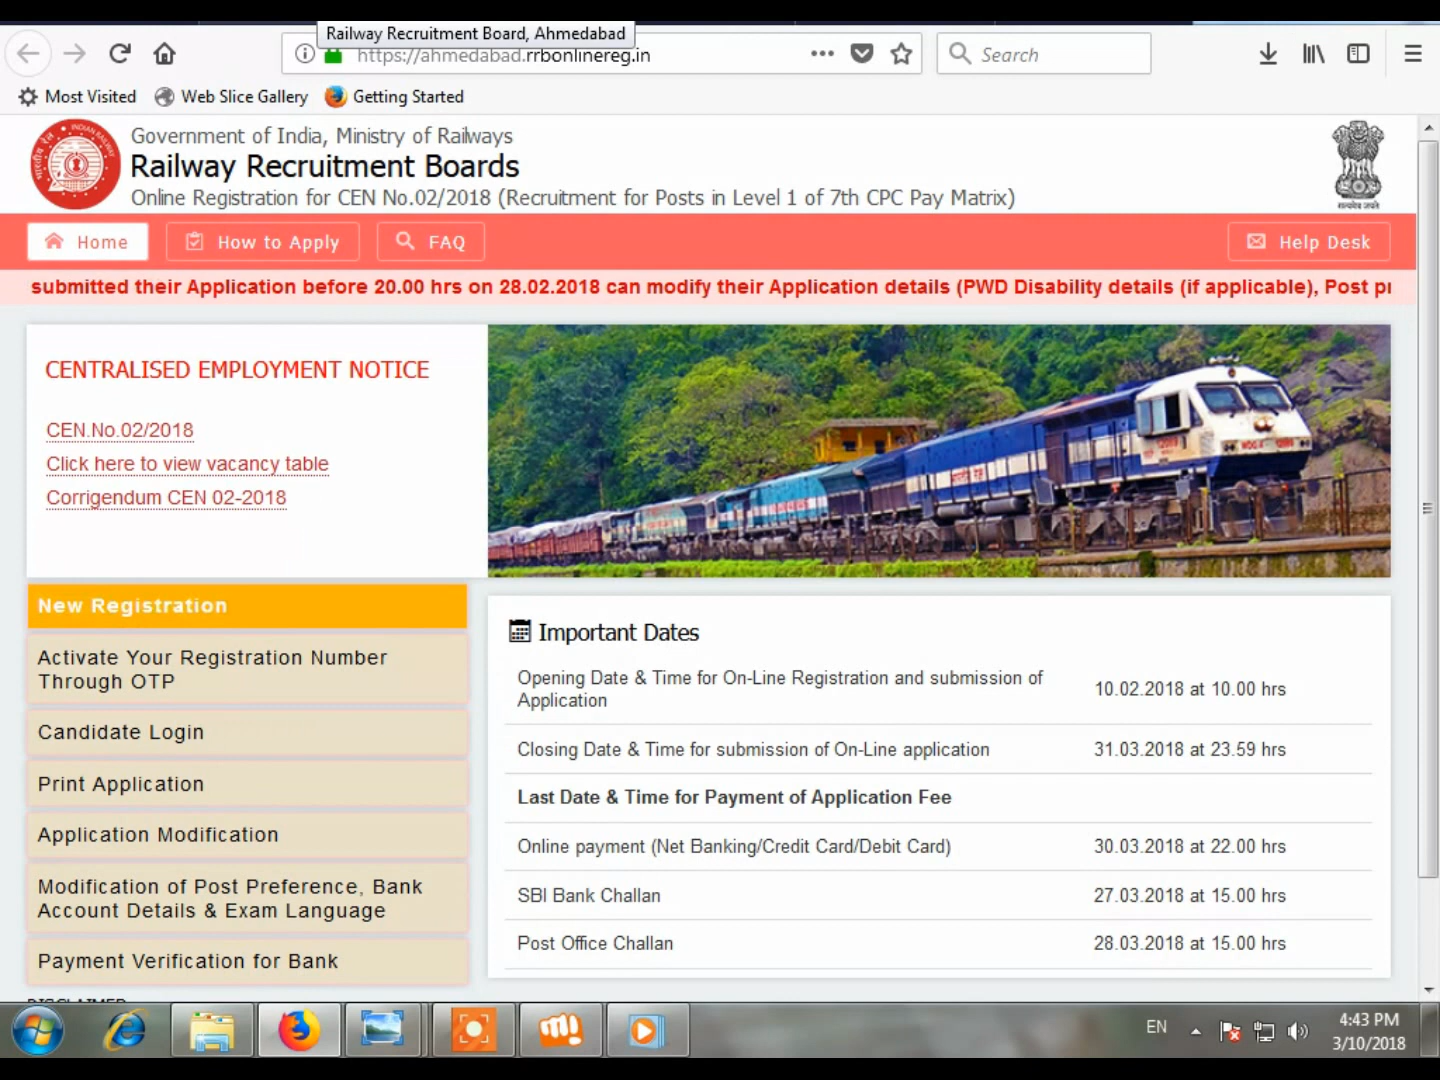 Railway Recruitment Board, Ahmedabad
https://ahmedabad.rrbonlinereg.in
Search
Most Visited
Web Slice Gallery
Getting Started
Government of India, Ministry of Railways
Railway Recruitment Boards
Online Registration for CEN No.02/2018 (Recruitment for Posts in Level 1 of 7th CPC Pay Matrix)
Home
How to Apply
FAQ
Help Desk
submitted their Application before 20.00 hrs on 28.02.2018 can modify their Application details (PWD Disability details (if applicable), Post pr
CENTRALISED EMPLOYMENT NOTICE
CEN.No.02/2018
Click here to view vacancy table
Corrigendum CEN 02-2018
New Registration
Activate Your Registration Number
Through OTP
Candidate Login
Print Application
Application Modification
Modification of Post Preference, Bank
Account Details & Exam Language
Payment Verification for Bank
DISCLAIMER
Important Dates
Opening Date & Time for On-Line Registration and submission of
Application
10.02.2018 at 10.00 hrs
Closing Date & Time for submission of On-Line application
31.03.2018 at 23.59 hrs
Last Date & Time for Payment of Application Fee
Online payment (Net Banking/Credit Card/Debit Card)
30.03.2018 at 22.00 hrs
SBI Bank Challan
27.03.2018 at 15.00 hrs
Post Office Challan
28.03.2018 at 15.00 hrs
EN
4:43 PM
3/10/2018